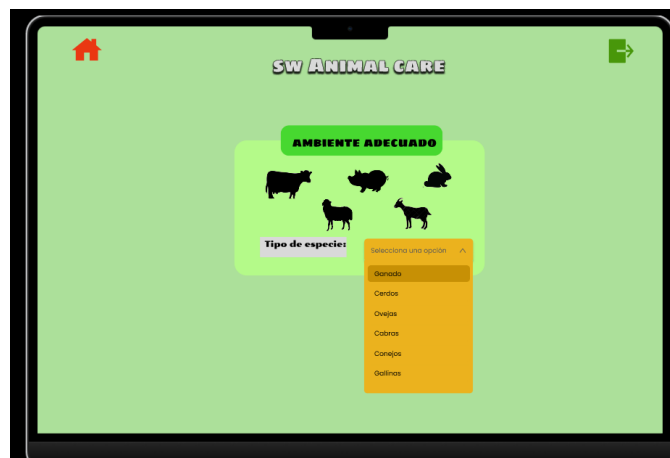 SW ANIMAL CARE
AMBIENTE ADECUADO
Tipo de especie:
Selecciona una opción
Ganado
Cerdos
Ovejas
Cabras
Conejos
Gallinas